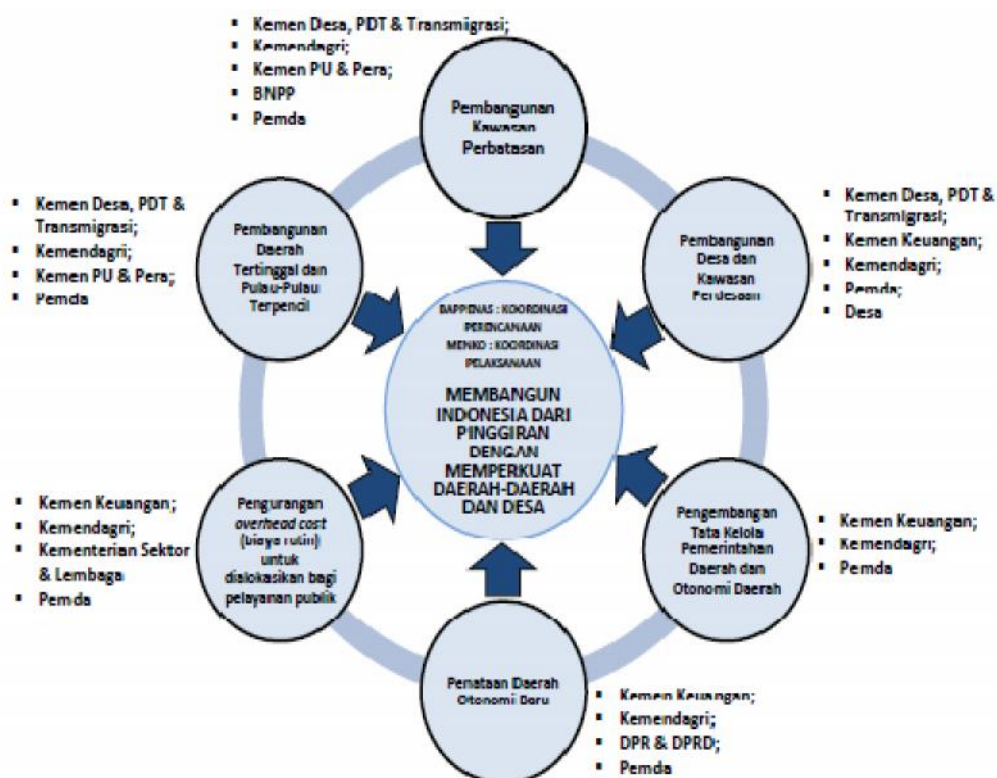 ▪ Kemen Desa, PDT & Transmigrasi;
▪ Kemendagri;
▪ Kemen PU & Pera;
▪ BNPP
▪ Pemda
Pembangunan
Kawasan
Perbatasan
▪ Kemen Desa, PDT &
Transmigrasi;
▪ Kemendagri;
▪ Kemen PU & Pera;
▪ Pemda
Pembangunan
Daerah
Tertinggal dan
Pulau-Pulau
Terpencil
Pembangunan
Desa dan
Kawasan
Perdesaan
▪ Kemen Desa, PDT &
Transmigrasi;
▪ Kemen Keuangan;
▪ Kemendagri;
▪ Pemda;
▪ Desa
BAPPENAS : KOORDINASI
PERENCANAAN
MENKO : KOORDINASI
PELAKSANAAN
MEMBANGUN
INDONESIA DARI
PINGGIRAN
DENGAN
MEMPERKUAT
DAERAH-DAERAH
DAN DESA
▪ Kemen Keuangan;
▪ Kemendagri;
▪ Kementerian Sektor
& Lembaga
▪ Pemda
Pengurangan
overhead cost
(biaya rutin)
untuk
dialokasikan bagi
pelayanan publik
Pengembangan
Tata Kelola
Pemerintahan
Daerah dan
Otonomi Daerah
▪ Kemen Keuangan;
▪ Kemendagri;
▪ Pemda
Penataan Daerah
Otonomi Baru
▪ Kemen Keuangan;
▪ Kemendagri;
▪ DPR & DPRD;
▪ Pemda